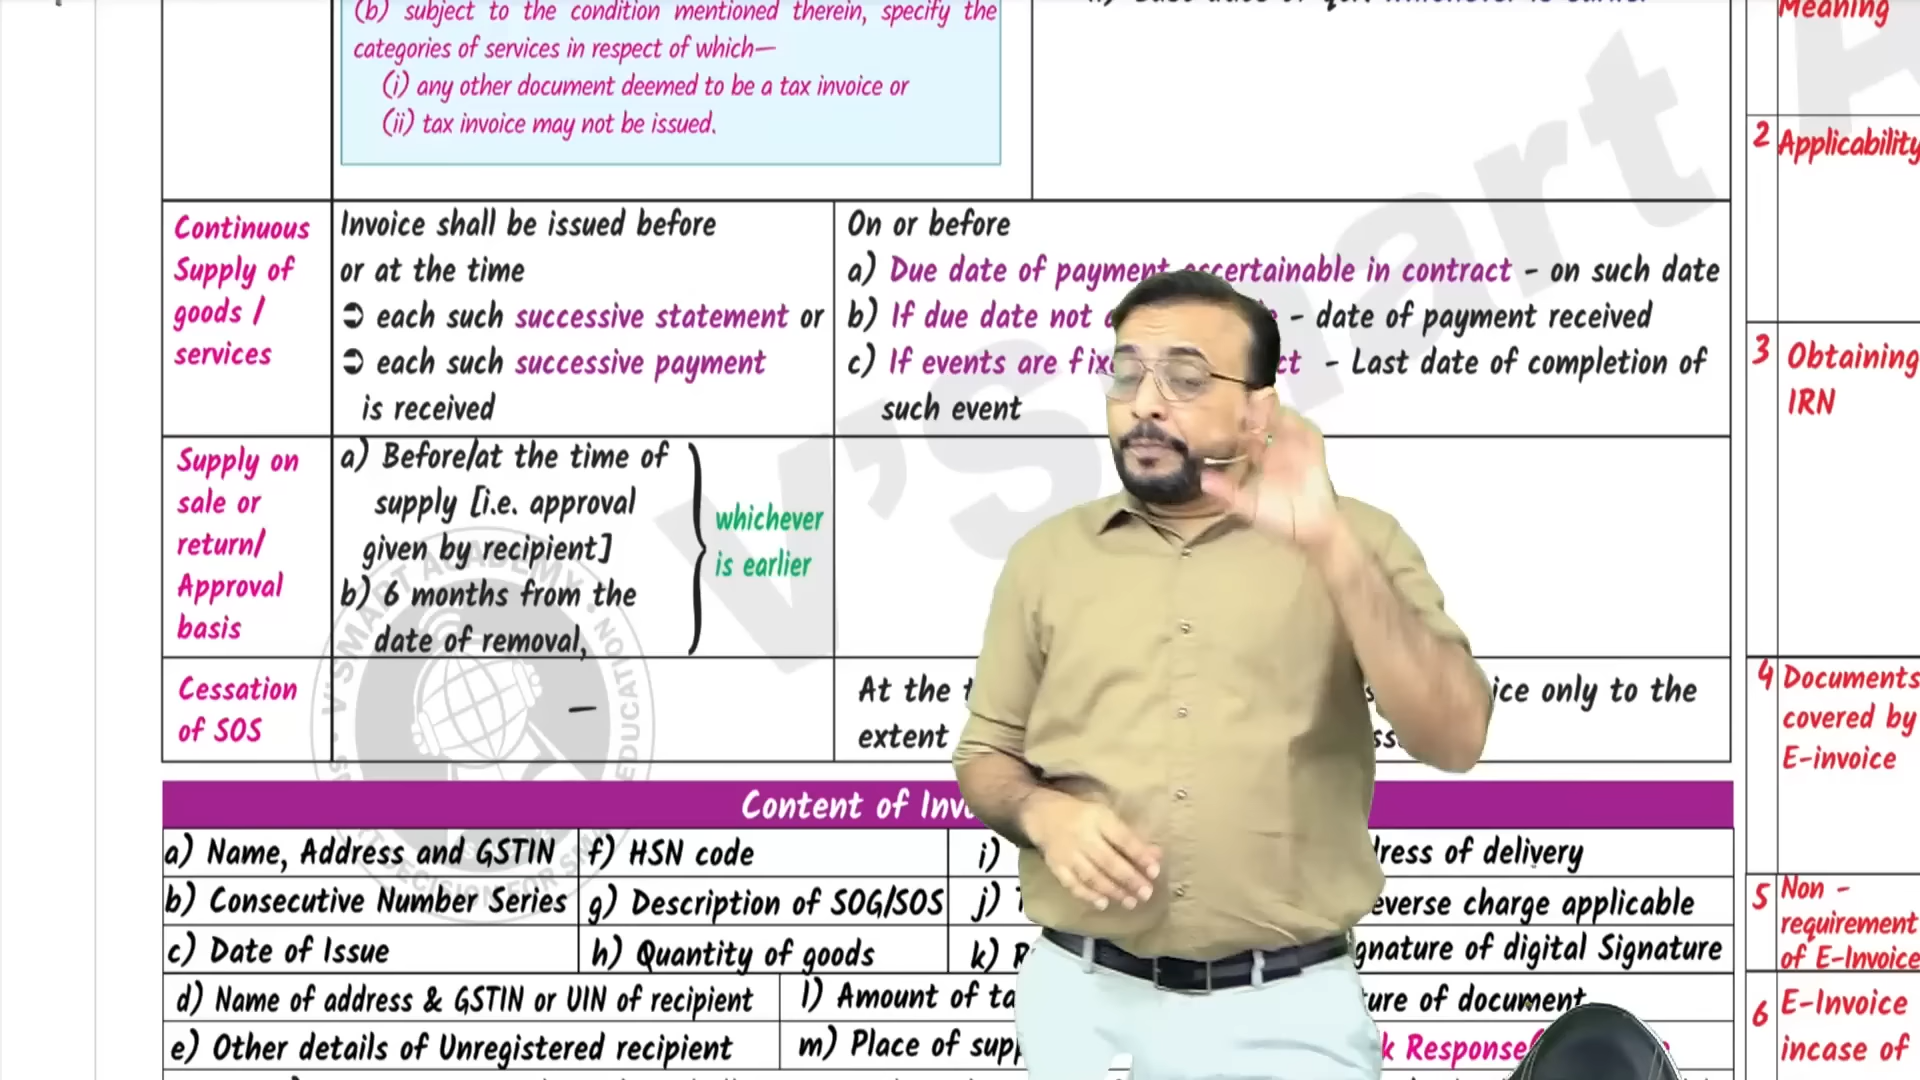 (b) subject to the condition mentioned therein, specify the
categories of services in respect of which—
(i) any other document deemed to be a tax invoice or
(ii) tax invoice may not be issued.
Continuous
Supply of
goods /
services
Invoice shall be issued before
or at the time
➲ each such successive statement or
➲ each such successive payment
is received
On or before
a) Due date of payment ascertainable in contract - on such date
b) If due date not - date of payment received
c) If events are - Last date of completion of
such event
Supply on
sale or
return/
Approval
basis
a) Before/at the time of
supply [i.e. approval
given by recipient]
b) 6 months from the
date of removal,
whichever
is earlier
Cessation
of SOS
—
At the only to the
extent
Content of
a) Name, Address and GSTIN
f) HSN code
i) of delivery
b) Consecutive Number Series
g) Description of SOG/SOS
j) charge applicable
c) Date of Issue
h) Quantity of goods
k) of digital Signature
d) Name of address & GSTIN or UIN of recipient
l) Amount of of document
e) Other details of Unregistered recipient
m) Place of
Meaning
2 Applicability
3 Obtaining
IRN
4 Documents
covered by
E-invoice
5 Non -
requirement
of E-Invoice
6 E-Invoice
incase of
V'Smart A
V'SMART ACADEMY